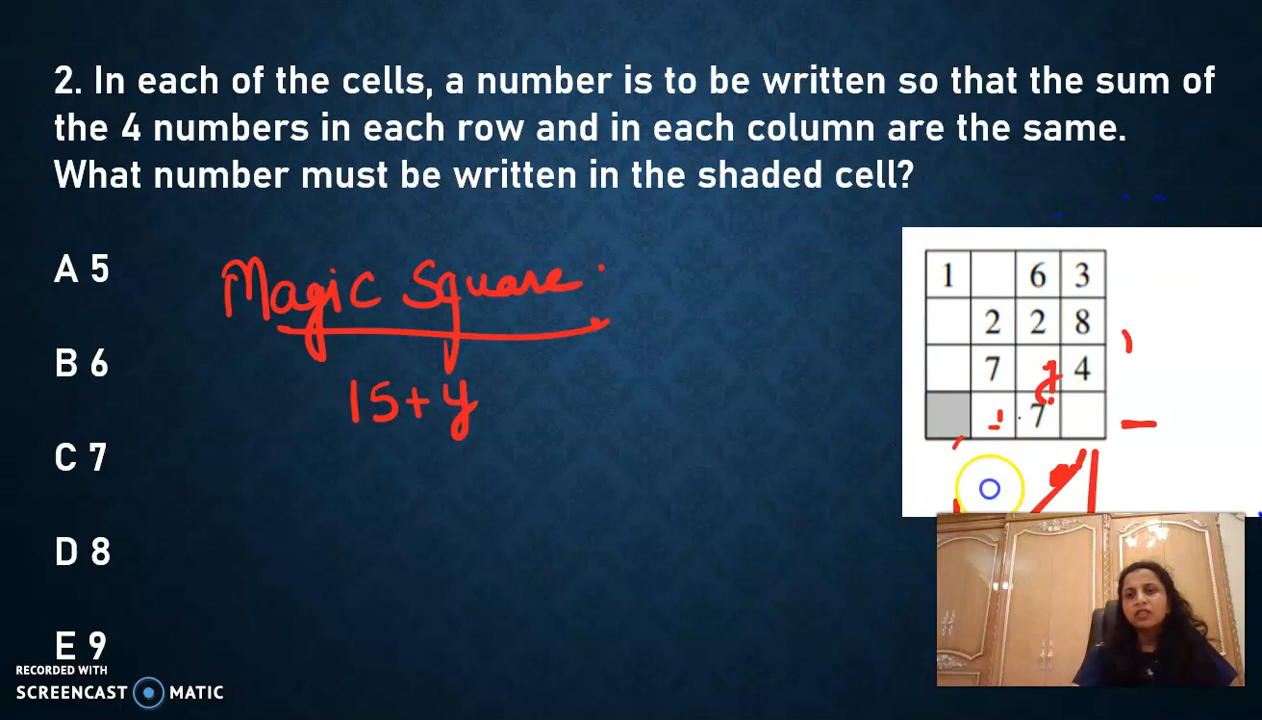 2. In each of the cells, a number is to be written so that the sum of
the 4 numbers in each row and in each column are the same.
What number must be written in the shaded cell?
A 5
B 6
C 7
D 8
E 9
Magic Square
15+y
1 6 3
2 2 8
7 y 4
7
RECORDED WITH
SCREENCAST MATIC